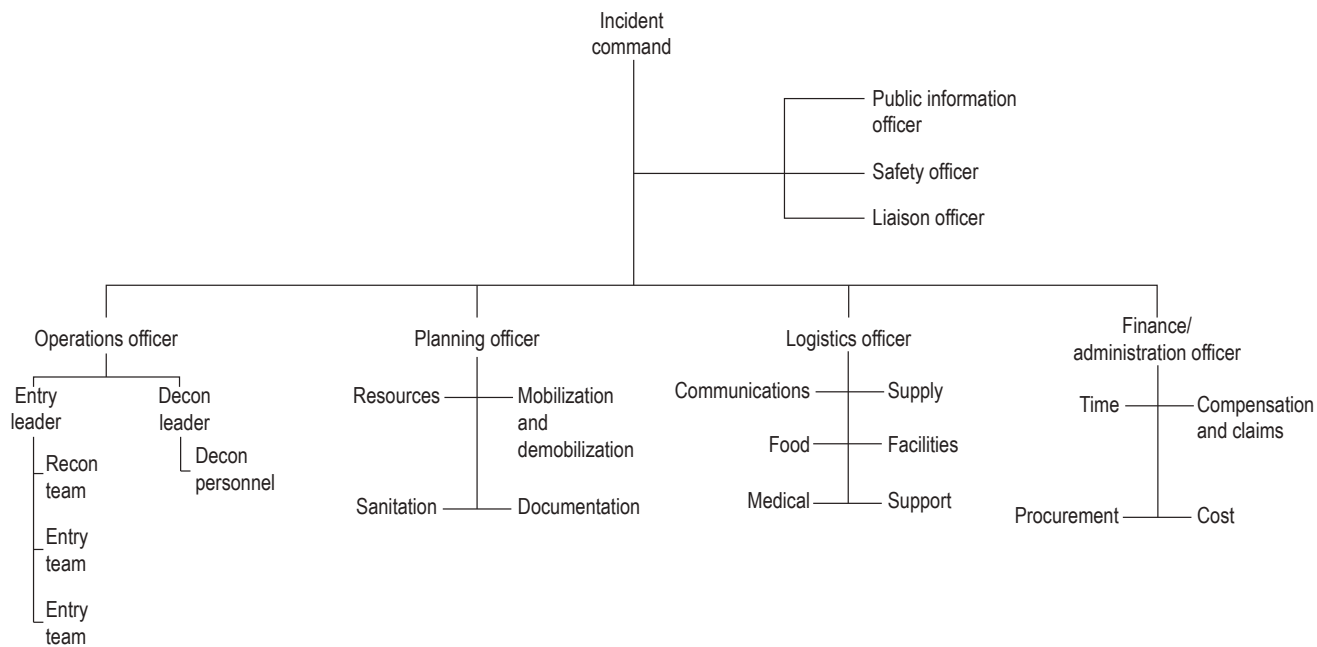 Incident
command
Public information
officer
Safety officer
Liaison officer
Operations officer
Planning officer
Logistics officer
Finance/
administration officer
Entry
leader
Decon
leader
Recon
team
Entry
team
Entry
team
Decon
personnel
Resources
Mobilization
and
demobilization
Sanitation
Documentation
Communications
Supply
Food
Facilities
Medical
Support
Time
Compensation
and claims
Procurement
Cost